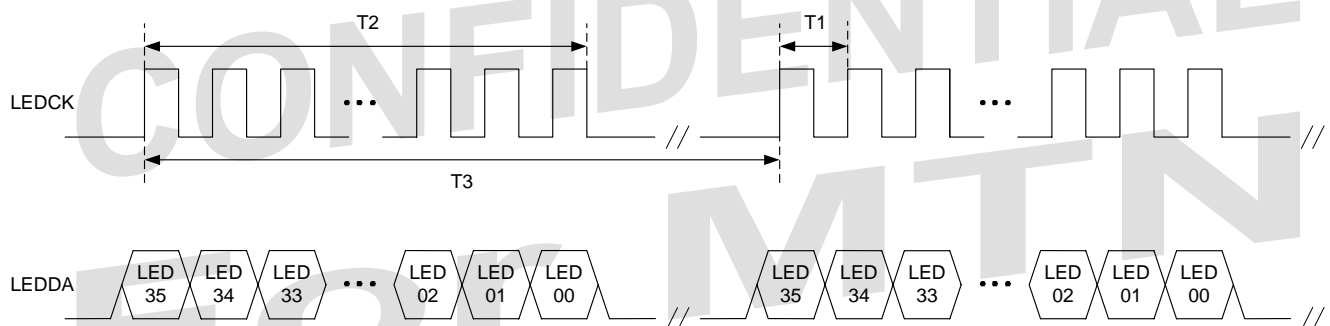 CONFIDENTIAL
For MTN
T2
T1
LEDCK
•••
•••
//
//
T3
LEDDA
LED 35
LED 34
LED 33
•••
LED 02
LED 01
LED 00
//
LED 35
LED 34
LED 33
•••
LED 02
LED 01
LED 00
//